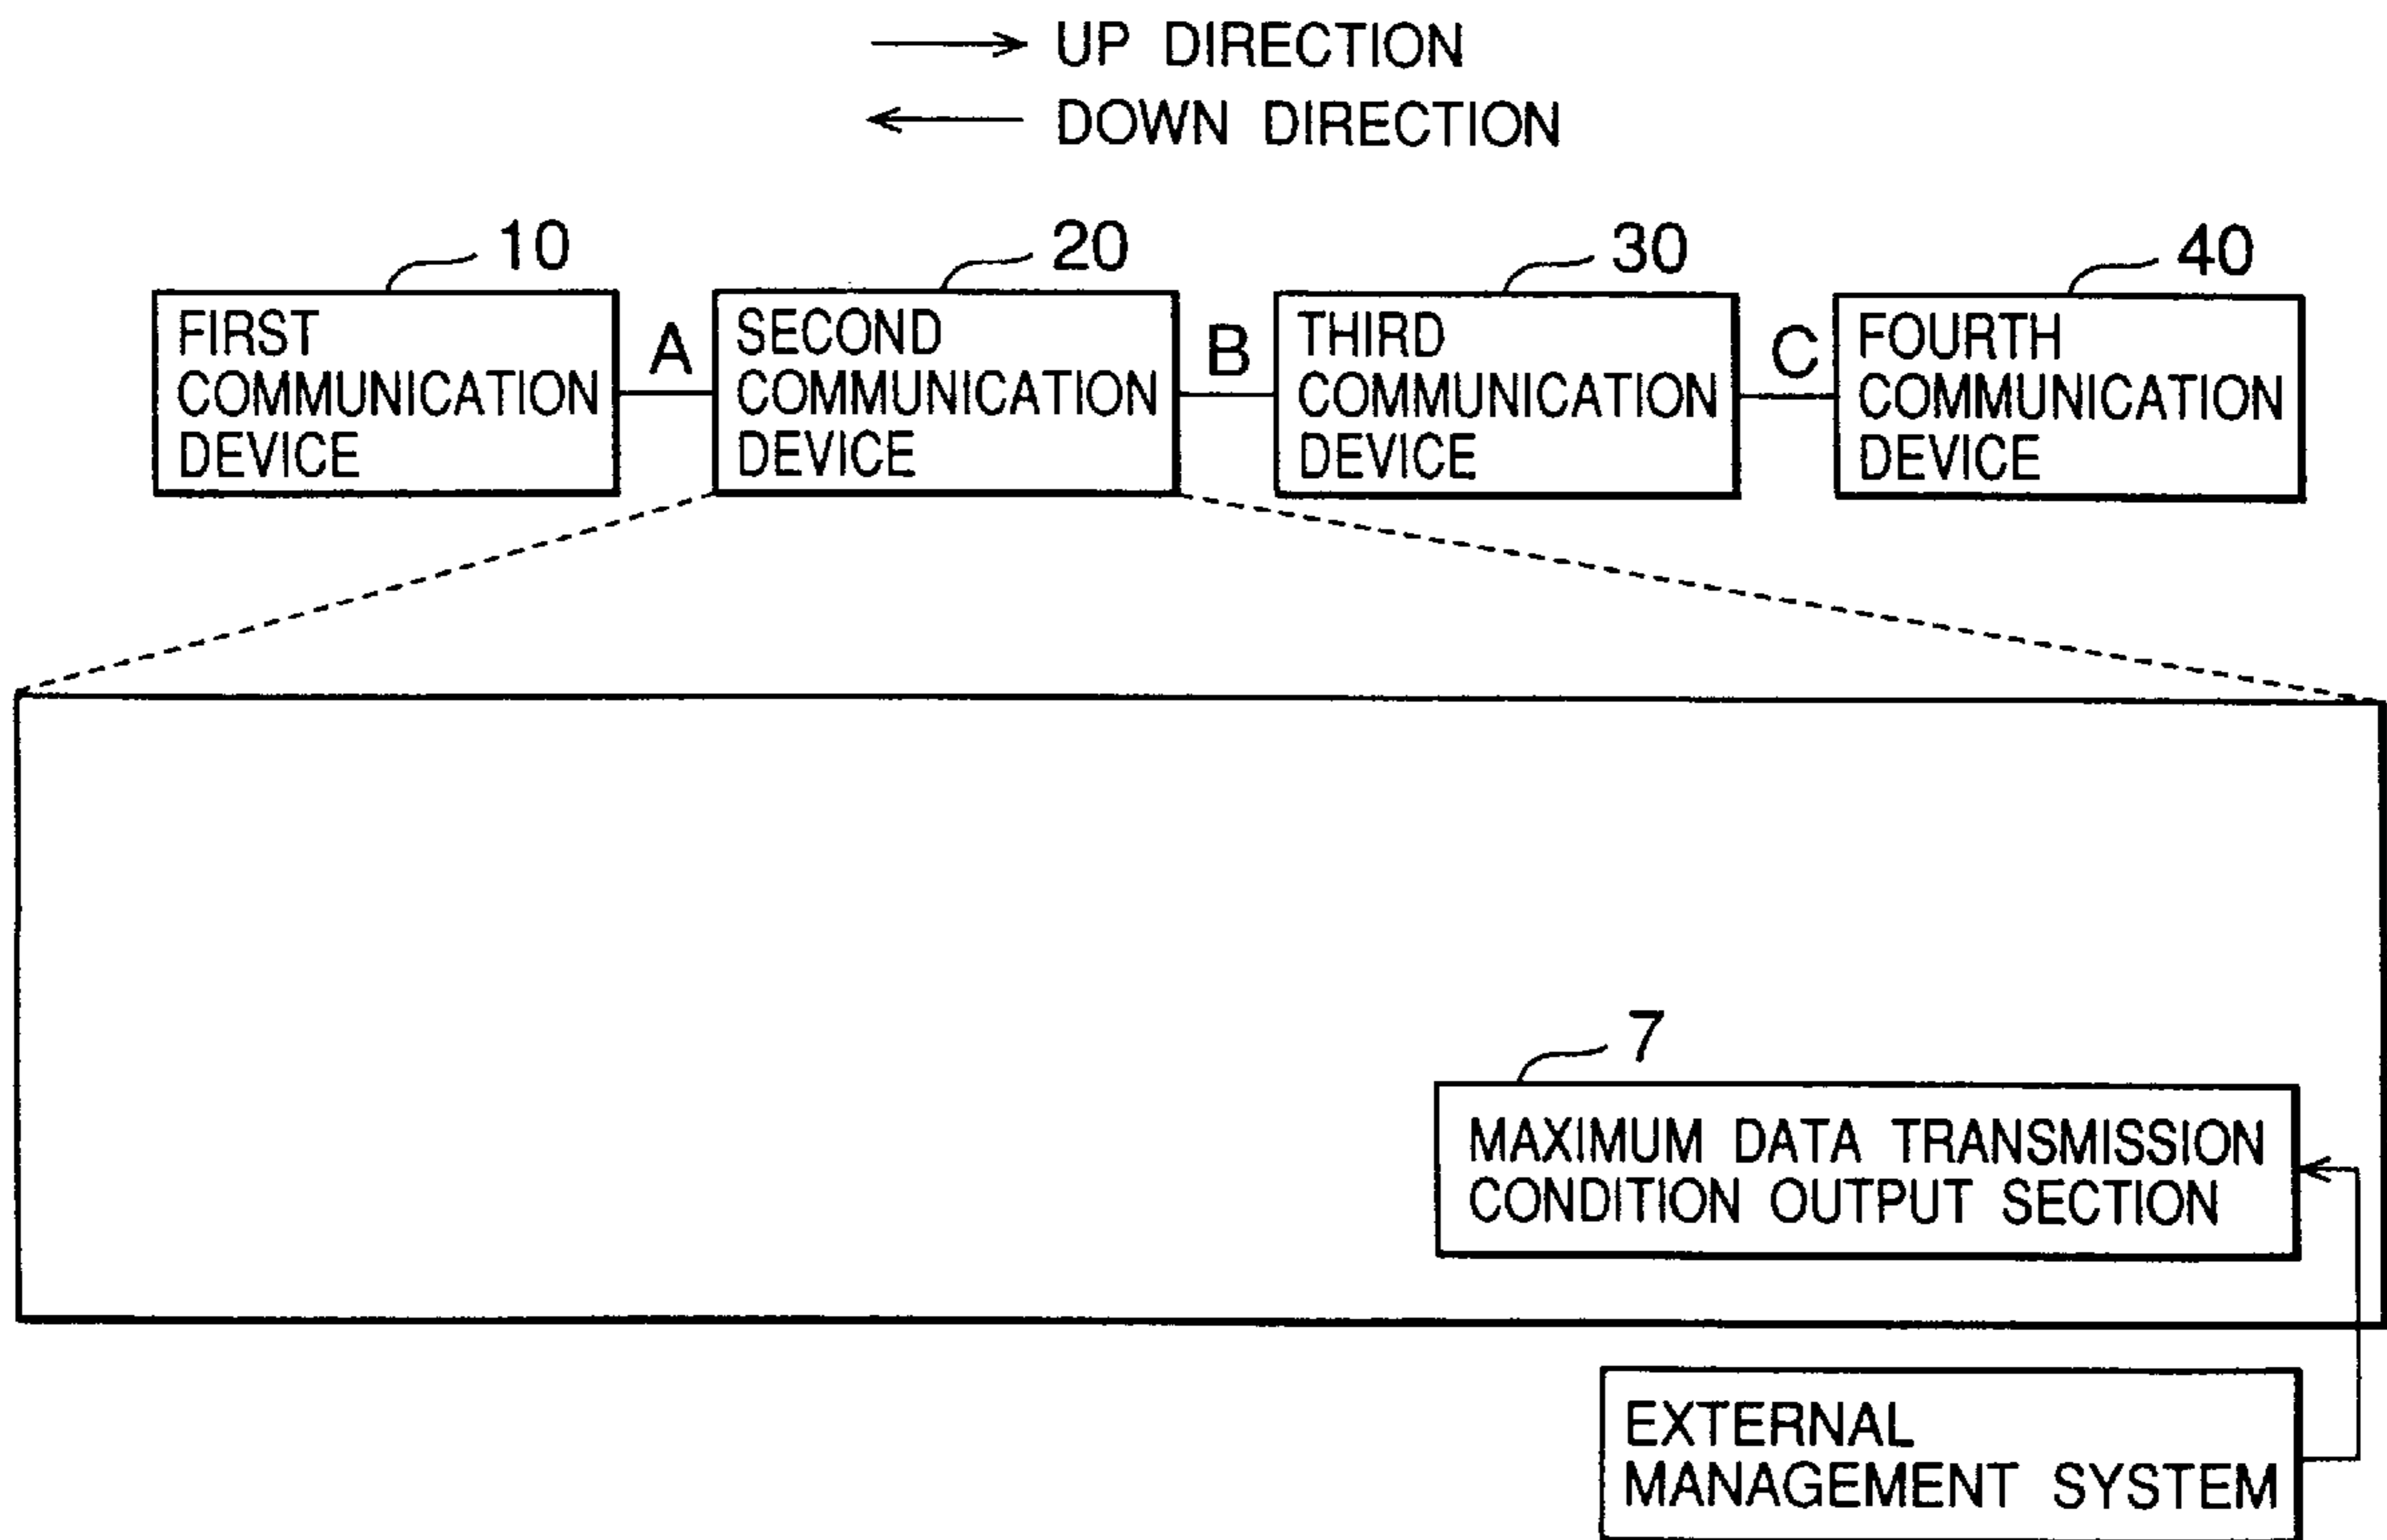 UP DIRECTION
DOWN DIRECTION
10
20
30
40
FIRST
COMMUNICATION
DEVICE
A
SECOND
COMMUNICATION
DEVICE
B
THIRD
COMMUNICATION
DEVICE
C
FOURTH
COMMUNICATION
DEVICE
7
MAXIMUM DATA TRANSMISSION
CONDITION OUTPUT SECTION
EXTERNAL
MANAGEMENT SYSTEM